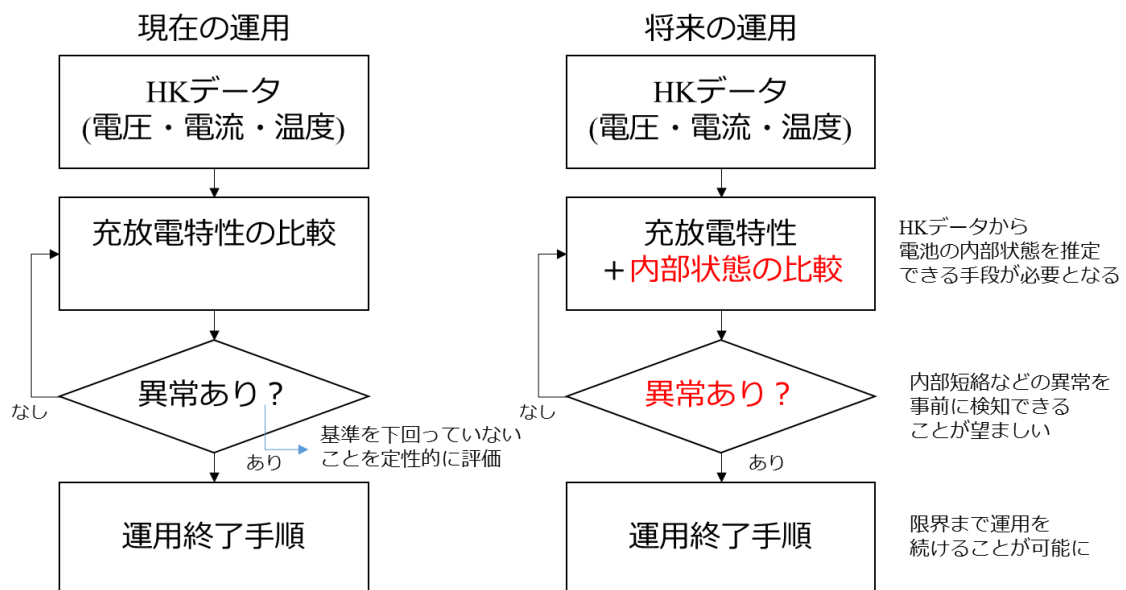 現在の運用
HKデータ
(電圧・電流・温度)
充放電特性の比較
異常あり？
なし
基準を下回っていない
ことを定性的に評価
あり
運用終了手順
将来の運用
HKデータ
(電圧・電流・温度)
充放電特性
＋内部状態の比較
HKデータから
電池の内部状態を推定
できる手段が必要となる
異常あり？
なし
内部短絡などの異常を
事前に検知できる
ことが望ましい
あり
運用終了手順
限界まで運用を
続けることが可能に